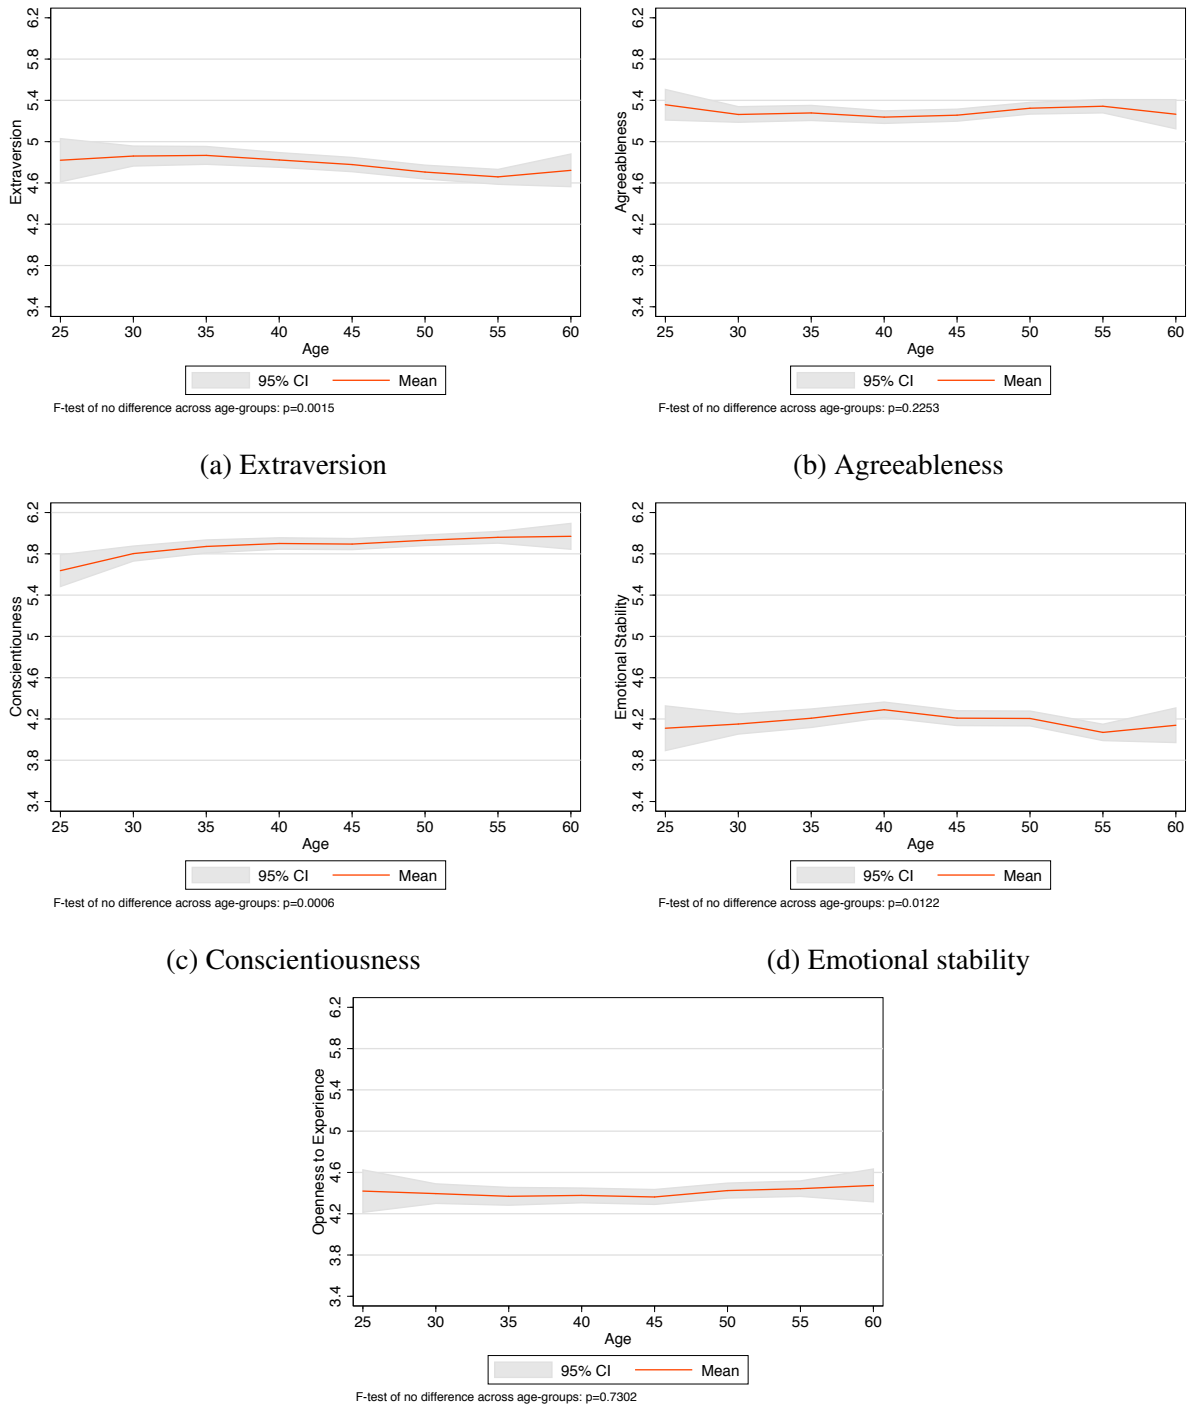 6.2
5.8
5.4
5
4.6
4.2
3.8
3.4
Extraversion
25 30 35 40 45 50 55 60
Age
95% CI Mean
F-test of no difference across age-groups: p=0.0015
(a) Extraversion
6.2
5.8
5.4
5
4.6
4.2
3.8
3.4
Agreeableness
25 30 35 40 45 50 55 60
Age
95% CI Mean
F-test of no difference across age-groups: p=0.2253
(b) Agreeableness
6.2
5.8
5.4
5
4.6
4.2
3.8
3.4
Conscientiouness
25 30 35 40 45 50 55 60
Age
95% CI Mean
F-test of no difference across age-groups: p=0.0006
(c) Conscientiousness
6.2
5.8
5.4
5
4.6
4.2
3.8
3.4
Emotional Stability
25 30 35 40 45 50 55 60
Age
95% CI Mean
F-test of no difference across age-groups: p=0.0122
(d) Emotional stability
6.2
5.8
5.4
5
4.6
4.2
3.8
3.4
Openness to Experience
25 30 35 40 45 50 55 60
Age
95% CI Mean
F-test of no difference across age-groups: p=0.7302